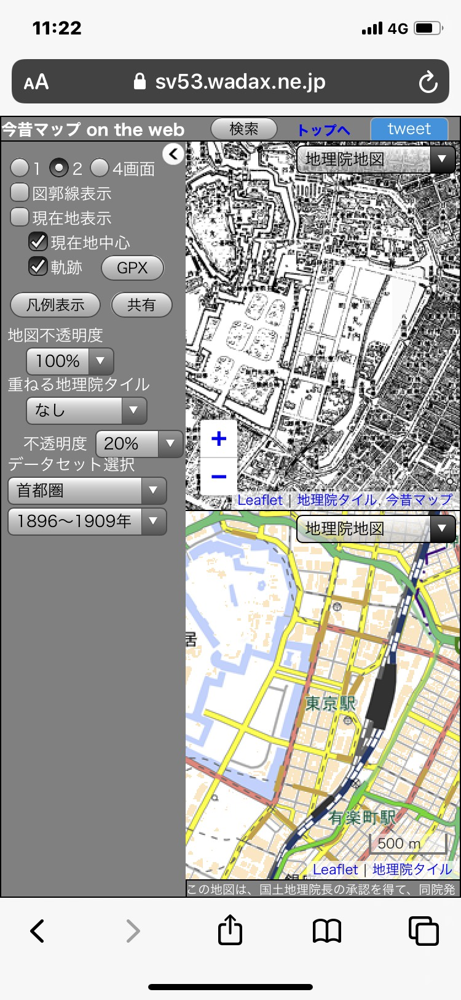 11:22
4G
AA
sv53.wadax.ne.jp
今昔マップ on the web
検索
トップへ
tweet
1
2
4画面
図郭線表示
現在地表示
現在地中心
軌跡
GPX
凡例表示
共有
地図不透明度
100%
重ねる地理院タイル
なし
不透明度
20%
データセット選択
首都圏
1896～1909年
地理院地図
+
−
Leaflet | 地理院タイル, 今昔マップ
地理院地図
居
東京駅
有楽町駅
500 m
Leaflet | 地理院タイル
この地図は、国土地理院長の承認を得て、同院発